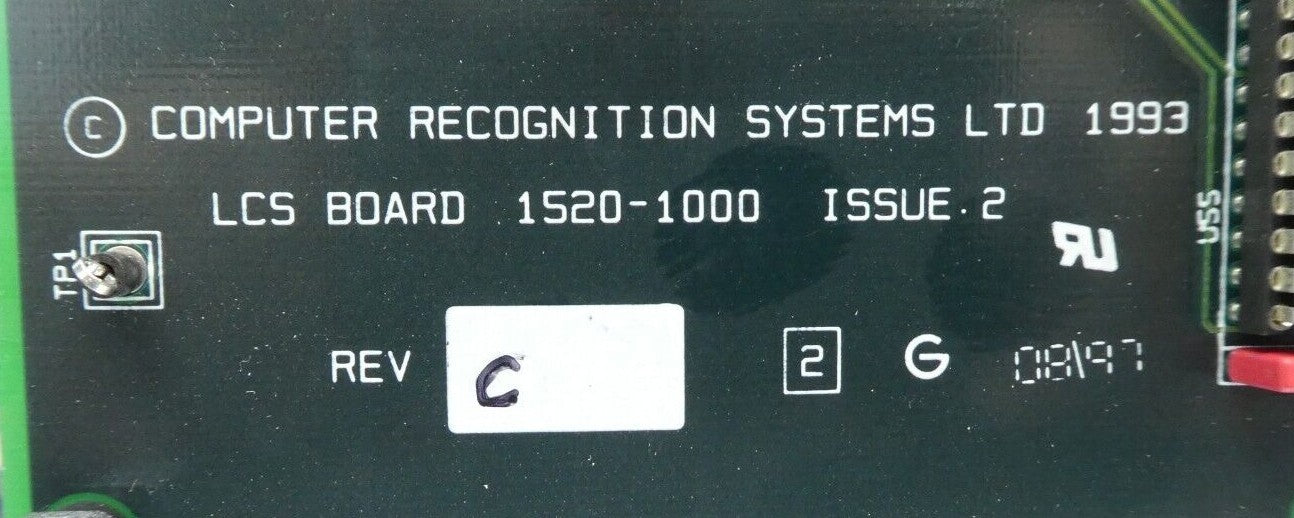 © COMPUTER RECOGNITION SYSTEMS LTD 1993
LCS BOARD 1520-1000 ISSUE.2
TP1
VSS
REV C 2 G 08\97